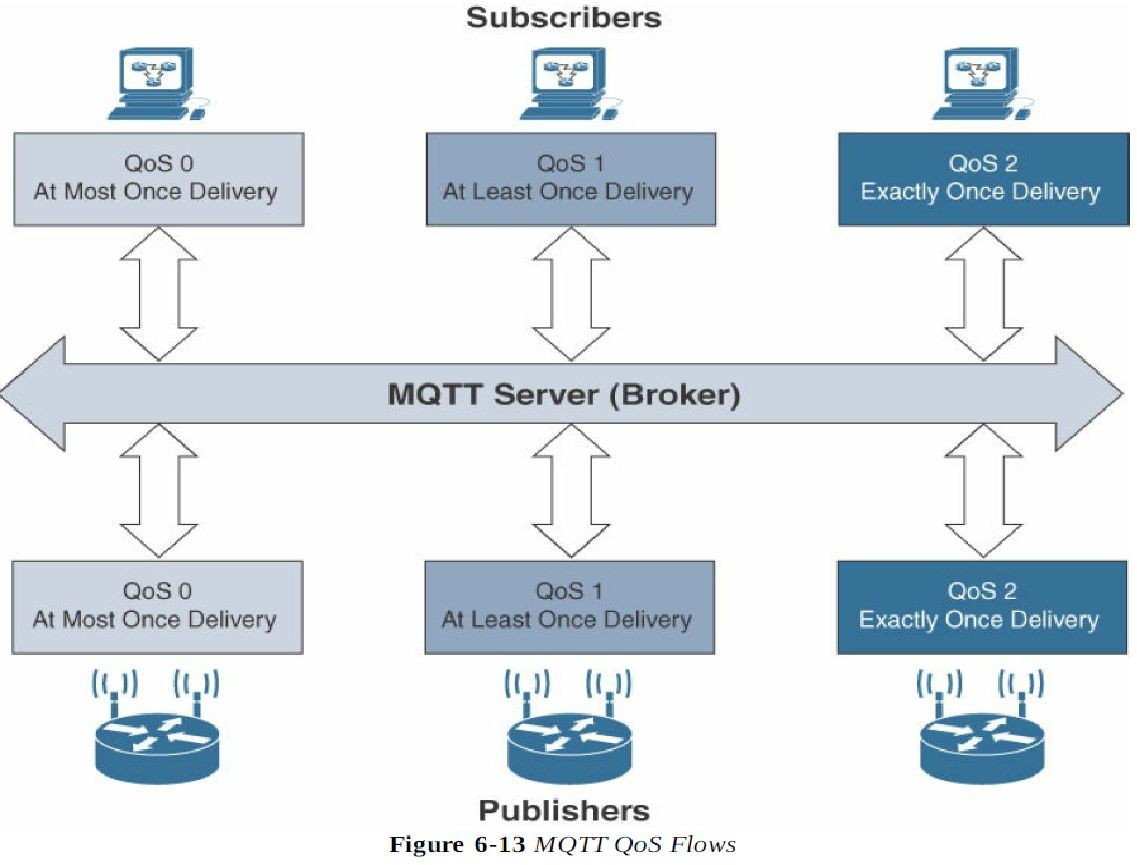 Subscribers
QoS 0
At Most Once Delivery
QoS 1
At Least Once Delivery
QoS 2
Exactly Once Delivery
MQTT Server (Broker)
QoS 0
At Most Once Delivery
QoS 1
At Least Once Delivery
QoS 2
Exactly Once Delivery
Publishers
Figure 6-13 MQTT QoS Flows